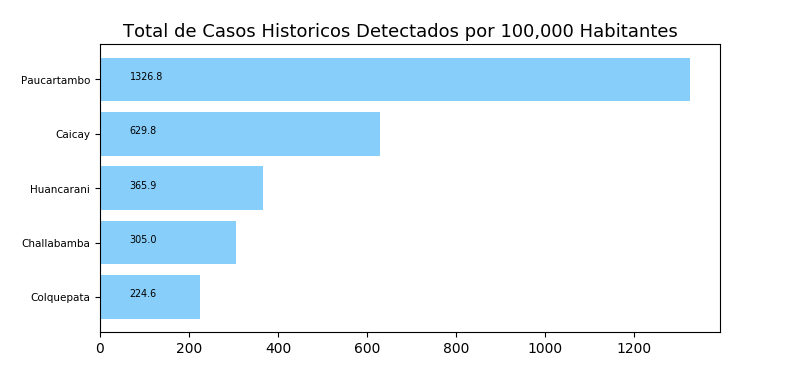 Total de Casos Historicos Detectados por 100,000 Habitantes
Paucartambo 1326.8
Caicay 629.8
Huancarani 365.9
Challabamba 305.0
Colquepata 224.6
0 200 400 600 800 1000 1200